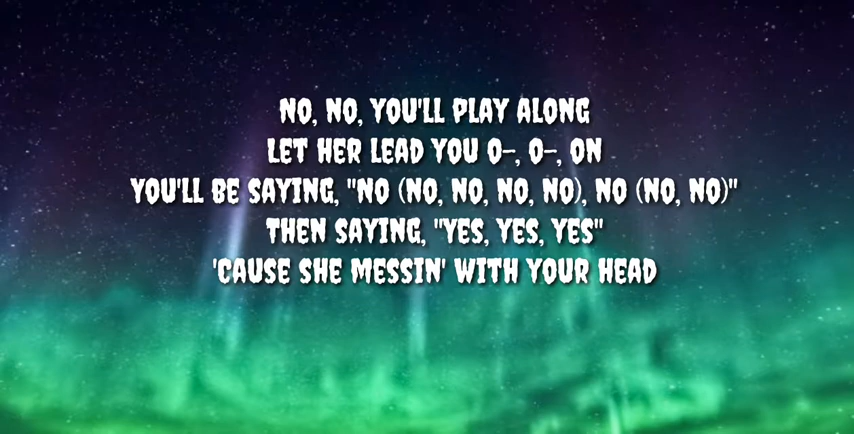 NO, NO, YOU'LL PLAY ALONG
LET HER LEAD YOU O-, O-, ON
YOU'LL BE SAYING, "NO (NO, NO, NO, NO), NO (NO, NO)"
THEN SAYING, "YES, YES, YES"
'CAUSE SHE MESSIN' WITH YOUR HEAD